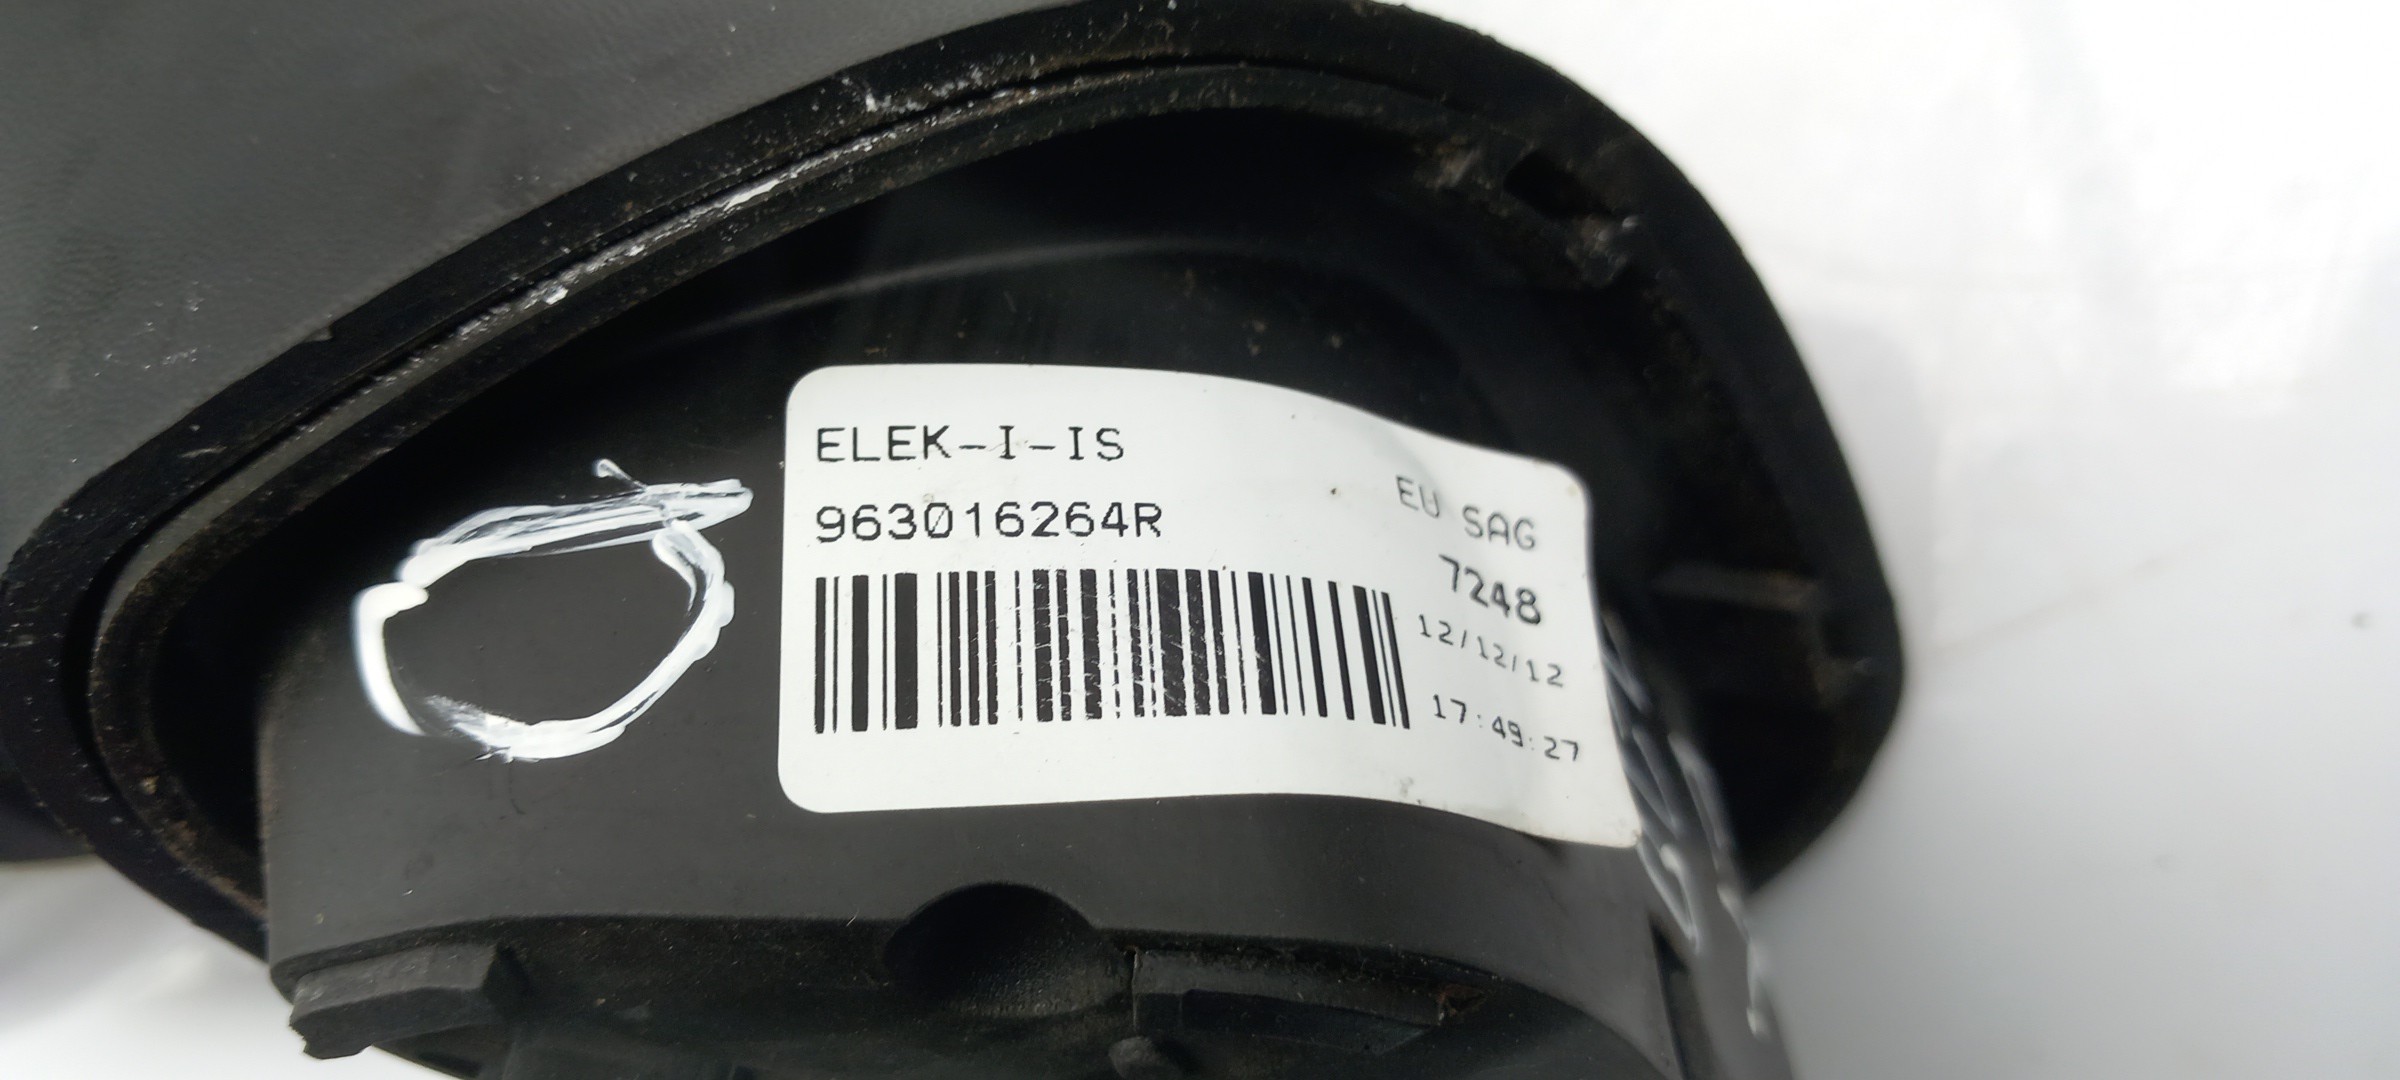 ELEK-I-IS
963016264R
EU SAG
7248
12/12/12
17:49:27